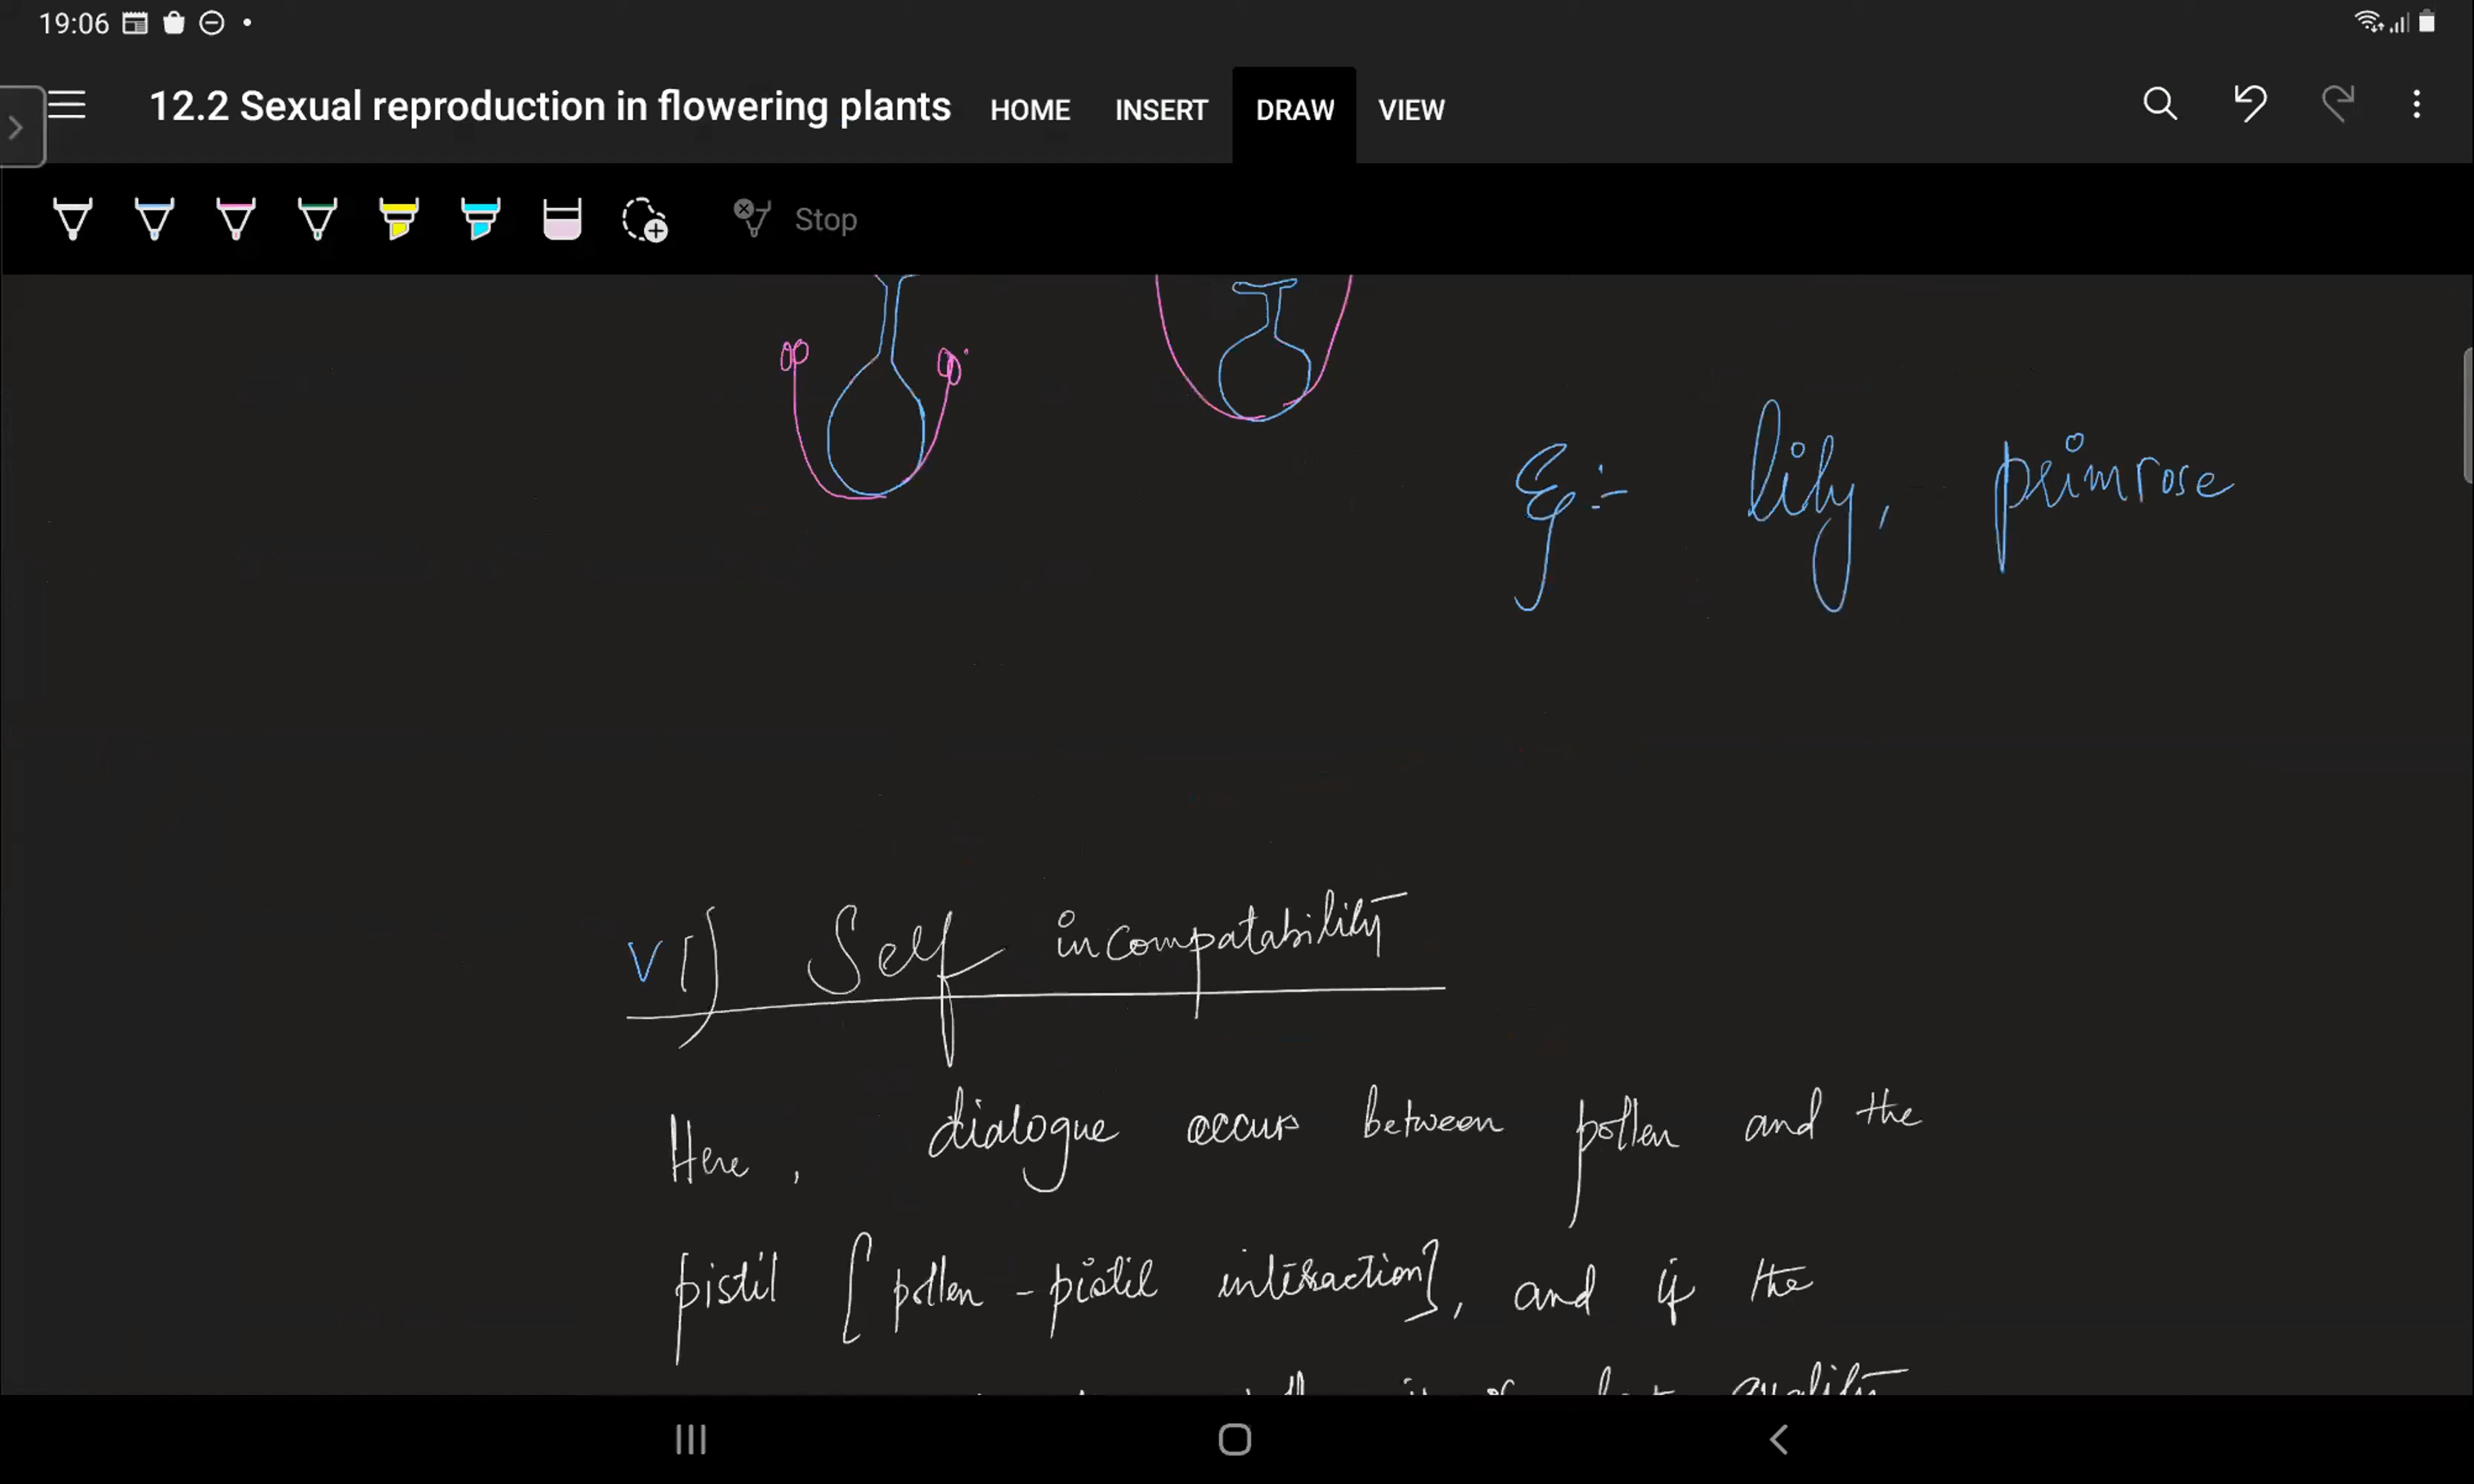 19:06
12.2 Sexual reproduction in flowering plants HOME INSERT DRAW VIEW
Stop
Eg:- lily, primrose
VI) Self incompatability
Here, dialogue occurs between pollen and the
pistil [pollen-pistil interaction], and if the